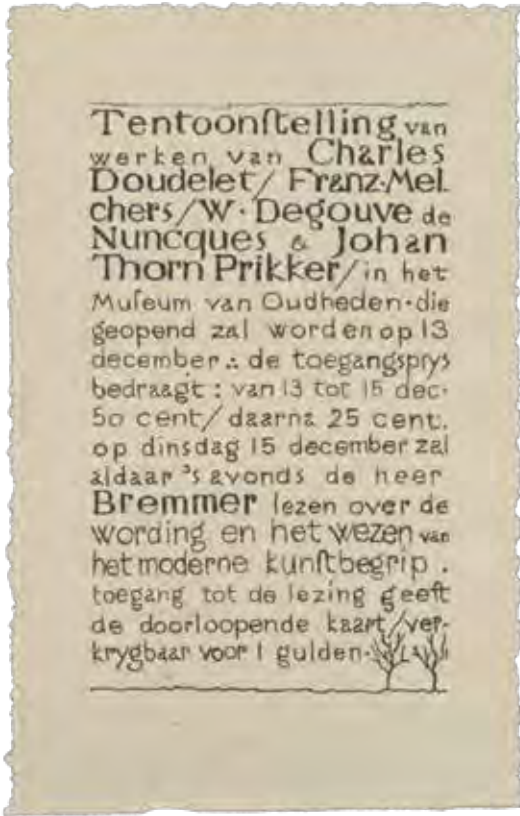 Tentoonſtelling van
werken van Charles
Doudelet/ Franz·Mel
chers/W·Degouve de
Nuncques & Johan
Thorn Prikker/in het
Muſeum van Oudheden·die
geopend zal worden op 13
december∴ de toegangsprys
bedraagt: van 13 tot 15 dec·
50 cent/daarna 25 cent.
op dinsdag 15 december zal
aldaar 's avonds de heer
Bremmer lezen over de
wording en het wezen van
het moderne kunſtbegrip.
toegang tot de lezing geeft
de doorloopende kaart/ver-
krygbaar voor 1 gulden·